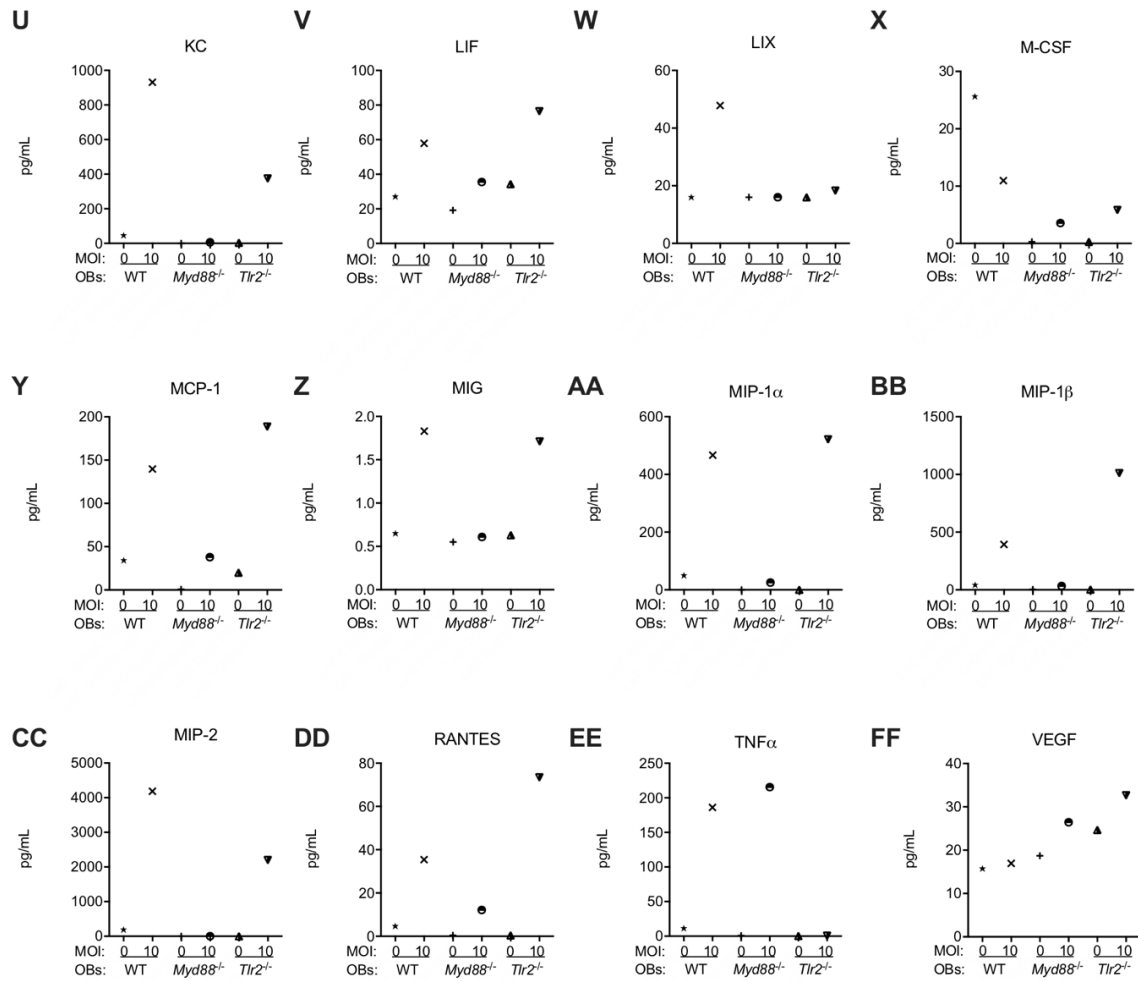 U
KC
pg/mL
1000
800
600
400
200
0
MOI: 0 10 0 10 0 10
OBs: WT Myd88-/- Tlr2-/-
V
LIF
pg/mL
100
80
60
40
20
0
MOI: 0 10 0 10 0 10
OBs: WT Myd88-/- Tlr2-/-
W
LIX
pg/mL
60
40
20
0
MOI: 0 10 0 10 0 10
OBs: WT Myd88-/- Tlr2-/-
X
M-CSF
pg/mL
30
20
10
0
MOI: 0 10 0 10 0 10
OBs: WT Myd88-/- Tlr2-/-
Y
MCP-1
pg/mL
200
150
100
50
0
MOI: 0 10 0 10 0 10
OBs: WT Myd88-/- Tlr2-/-
Z
MIG
pg/mL
2.0
1.5
1.0
0.5
0.0
MOI: 0 10 0 10 0 10
OBs: WT Myd88-/- Tlr2-/-
AA
MIP-1α
pg/mL
600
400
200
0
MOI: 0 10 0 10 0 10
OBs: WT Myd88-/- Tlr2-/-
BB
MIP-1β
pg/mL
1500
1000
500
0
MOI: 0 10 0 10 0 10
OBs: WT Myd88-/- Tlr2-/-
CC
MIP-2
pg/mL
5000
4000
3000
2000
1000
0
MOI: 0 10 0 10 0 10
OBs: WT Myd88-/- Tlr2-/-
DD
RANTES
pg/mL
80
60
40
20
0
MOI: 0 10 0 10 0 10
OBs: WT Myd88-/- Tlr2-/-
EE
TNFα
pg/mL
250
200
150
100
50
0
MOI: 0 10 0 10 0 10
OBs: WT Myd88-/- Tlr2-/-
FF
VEGF
pg/mL
40
30
20
10
0
MOI: 0 10 0 10 0 10
OBs: WT Myd88-/- Tlr2-/-